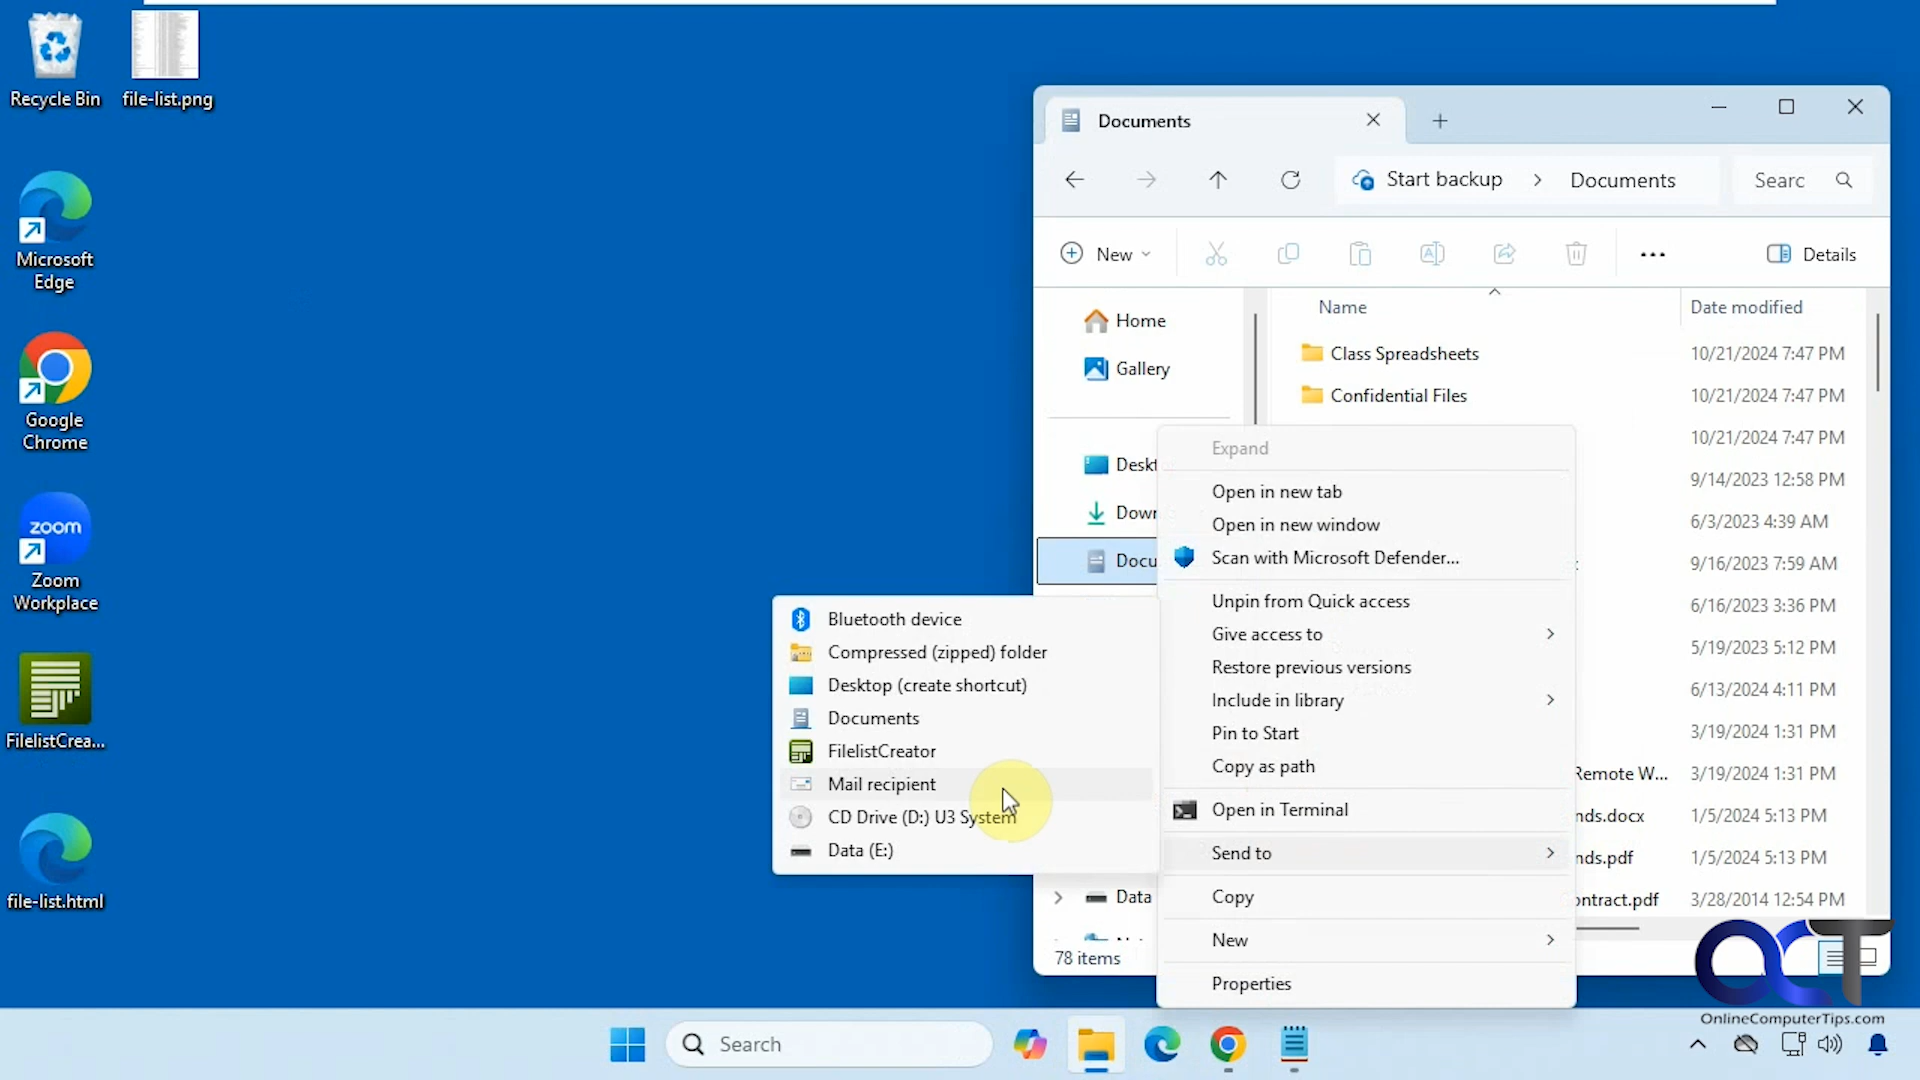 Recycle Bin
file-list.png
Microsoft
Edge
Google
Chrome
zoom
Zoom
Workplace
FilelistCrea...
file-list.html
Documents
Start backup
Documents
Searc
New
Details
Name
Date modified
Home
Gallery
Class Spreadsheets
10/21/2024 7:47 PM
Confidential Files
10/21/2024 7:47 PM
10/21/2024 7:47 PM
Deskt
9/14/2023 12:58 PM
Down
6/3/2023 4:39 AM
Docu
9/16/2023 7:59 AM
6/16/2023 3:36 PM
5/19/2023 5:12 PM
6/13/2024 4:11 PM
3/19/2024 1:31 PM
Remote W...
3/19/2024 1:31 PM
nds.docx
1/5/2024 5:13 PM
nds.pdf
1/5/2024 5:13 PM
Data
ontract.pdf
3/28/2014 12:54 PM
78 items
Expand
Open in new tab
Open in new window
Scan with Microsoft Defender...
Unpin from Quick access
Give access to
Restore previous versions
Include in library
Pin to Start
Copy as path
Open in Terminal
Send to
Copy
New
Properties
Bluetooth device
Compressed (zipped) folder
Desktop (create shortcut)
Documents
FilelistCreator
Mail recipient
CD Drive (D:) U3 System
Data (E:)
OCT
OnlineComputerTips.com
Search